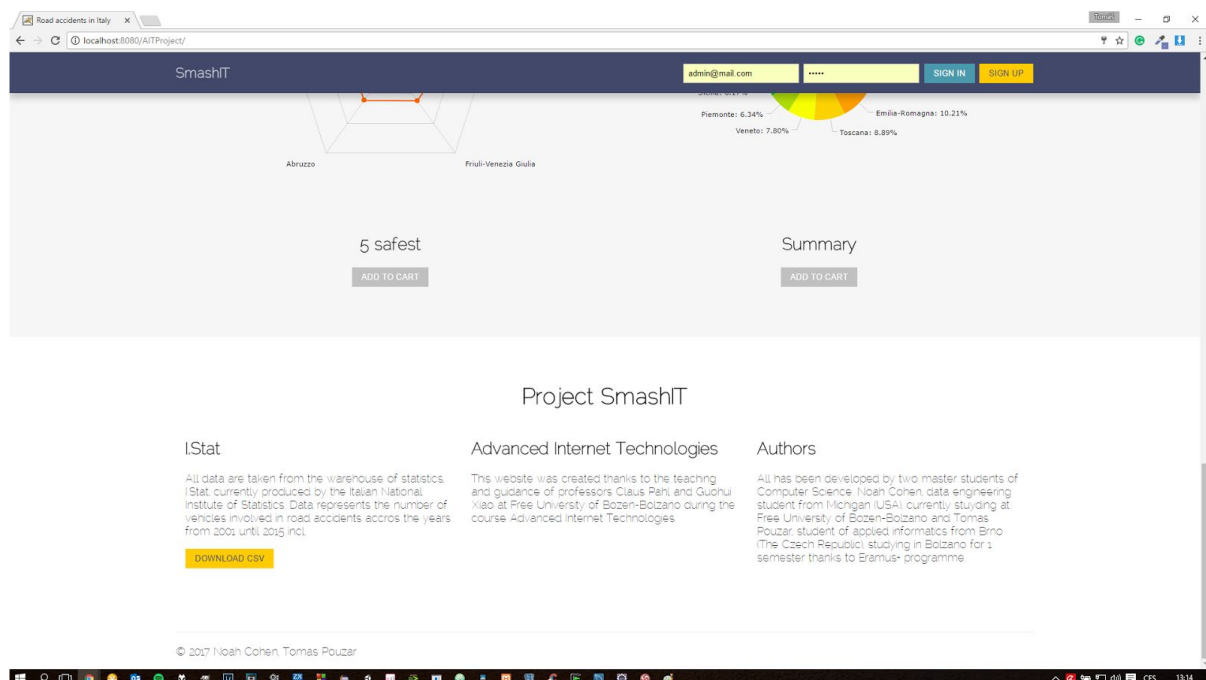 Road accidents in Italy
localhost:8080/AITProject/
SmashIT
admin@mail.com
SIGN IN
SIGN UP
Piemonte: 6.34%
Emilia-Romagna: 10.21%
Veneto: 7.80%
Toscana: 8.89%
Abruzzo
Friuli-Venezia Giulia
5 safest
Summary
ADD TO CART
ADD TO CART
Project SmashIT
I.Stat
All data are taken from the warehouse of statistics,
I.Stat, currently produced by the Italian National
Institute of Statistics. Data represents the number of
vehicles involved in road accidents accros the years
from 2001 until 2015 incl.
DOWNLOAD CSV
Advanced Internet Technologies
This website was created thanks to the teaching
and guidance of professors Claus Pahl and Guohui
Xiao at Free University of Bozen-Bolzano during the
course Advanced Internet Technologies.
Authors
All has been developed by two master students of
Computer Science. Noah Cohen, data engineering
student from Michigan (USA), currently stuyding at
Free University of Bozen-Bolzano and Tomas
Pouzar, student of applied informatics from Brno
(The Czech Republic), studying in Bolzano for 1
semester thanks to Eramus+ programme.
© 2017 Noah Cohen, Tomas Pouzar
CES
13:14